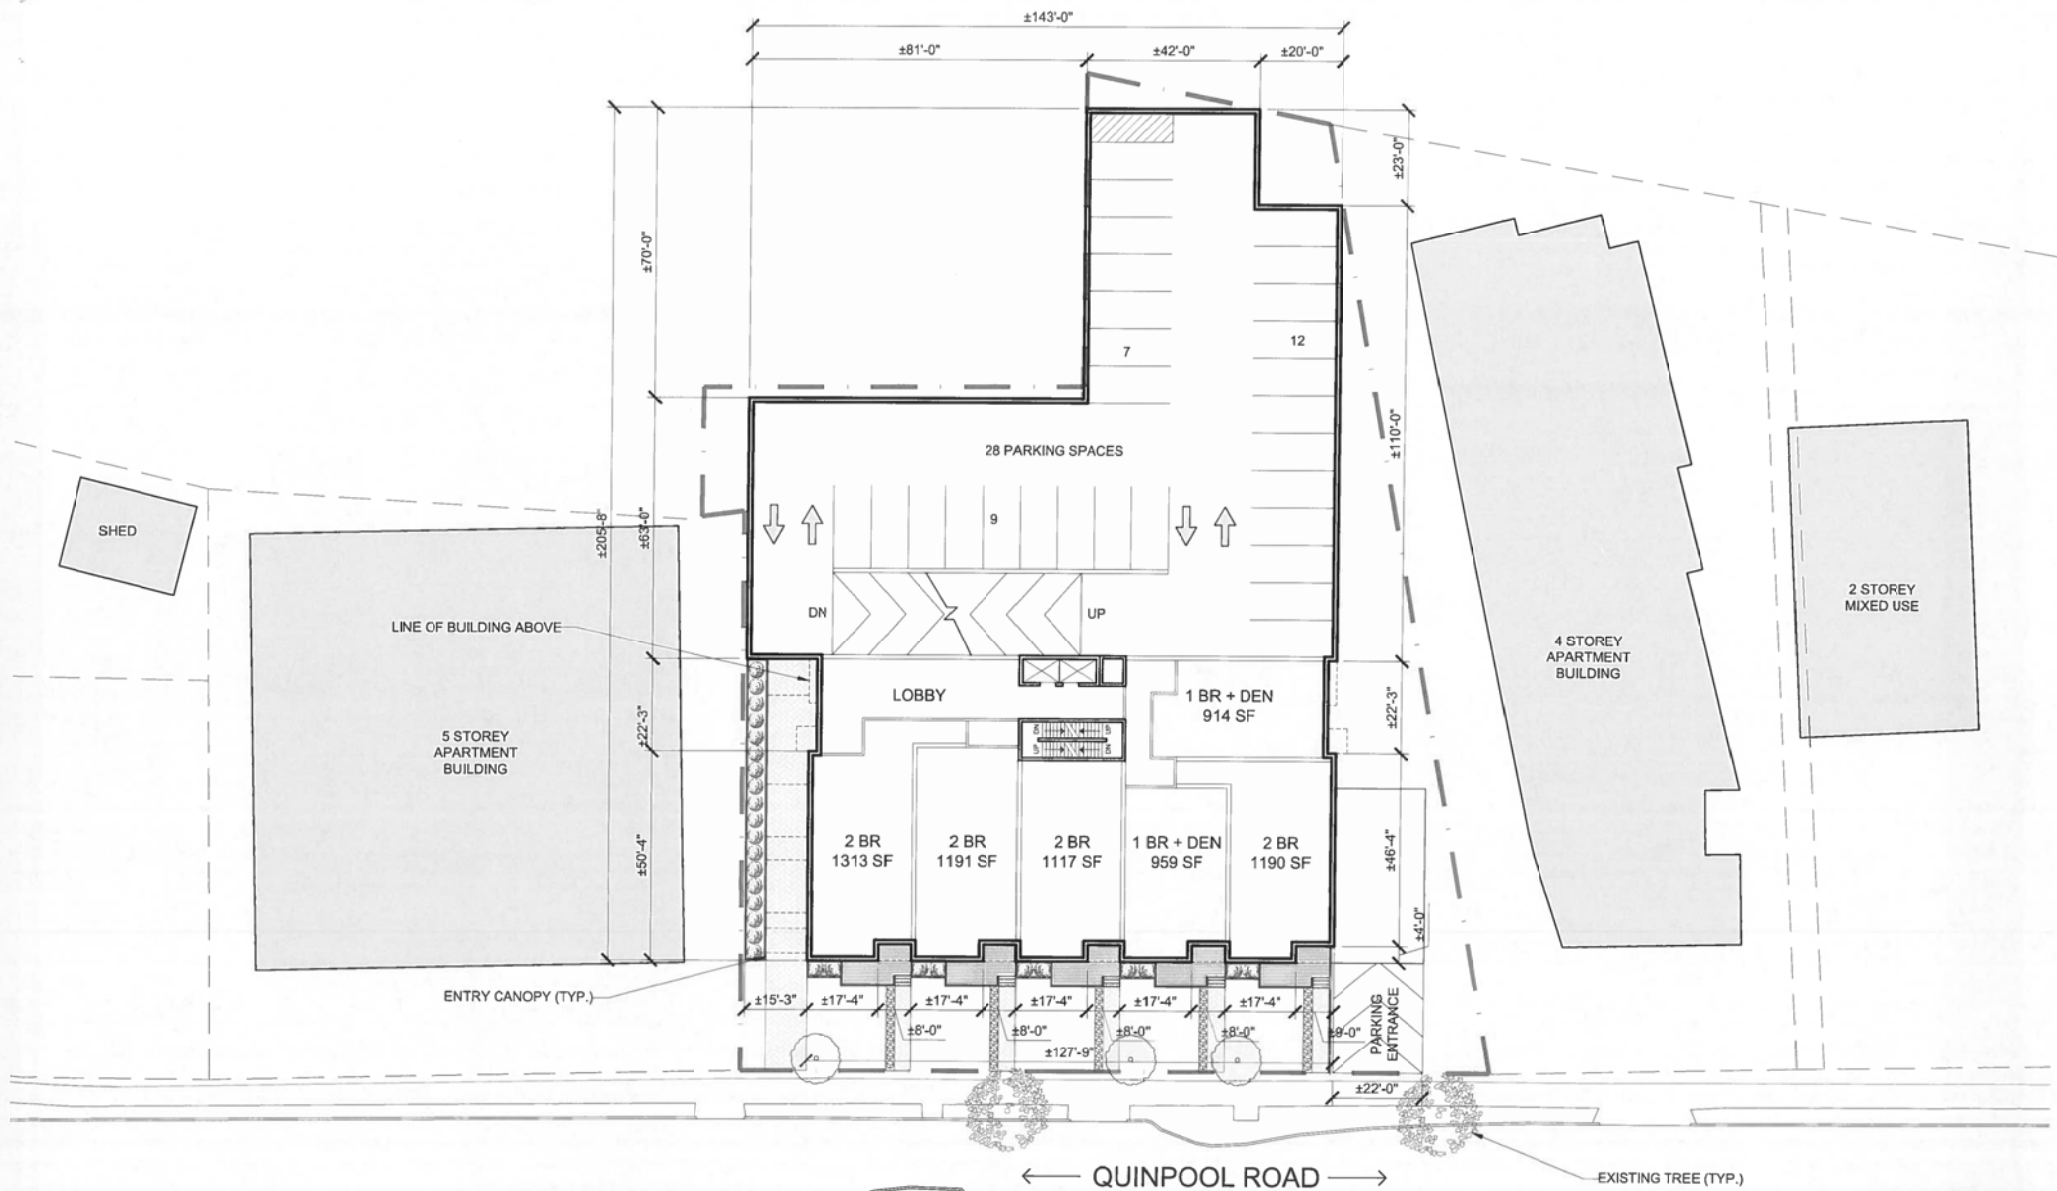 ±143'-0"
±81'-0"
±42'-0"
±20'-0"
±23'-0"
±70'-0"
7
12
±110'-0"
28 PARKING SPACES
9
±205'-8"
±63'-0"
SHED
DN
UP
LINE OF BUILDING ABOVE
2 STOREY
MIXED USE
4 STOREY
APARTMENT
BUILDING
LOBBY
1 BR + DEN
914 SF
±22'-3"
±22'-3"
DN
UP
UP
DN
5 STOREY
APARTMENT
BUILDING
±50'-4"
2 BR
1313 SF
2 BR
1191 SF
2 BR
1117 SF
1 BR + DEN
959 SF
2 BR
1190 SF
±46'-4"
±4'-0"
ENTRY CANOPY (TYP.)
±15'-3"
±17'-4"
±17'-4"
±17'-4"
±17'-4"
±17'-4"
±8'-0"
±8'-0"
±8'-0"
±8'-0"
±9'-0"
±127'-9"
PARKING
ENTRANCE
±22'-0"
QUINPOOL ROAD
EXISTING TREE (TYP.)